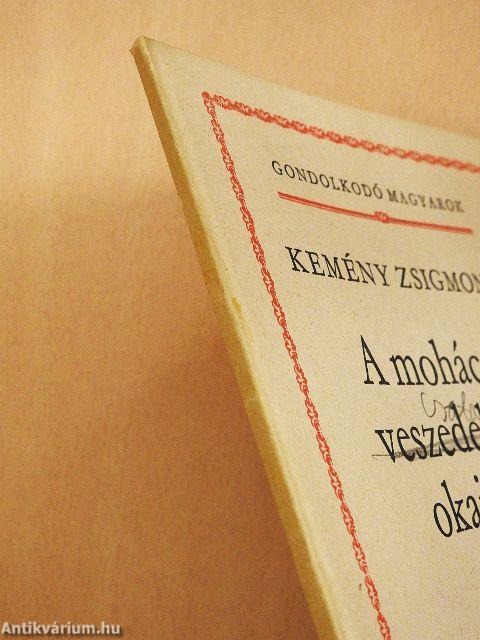 GONDOLKODÓ MAGYAROK
KEMÉNY ZSIGMON
A mohác
veszede
oka
Antikvárium.hu